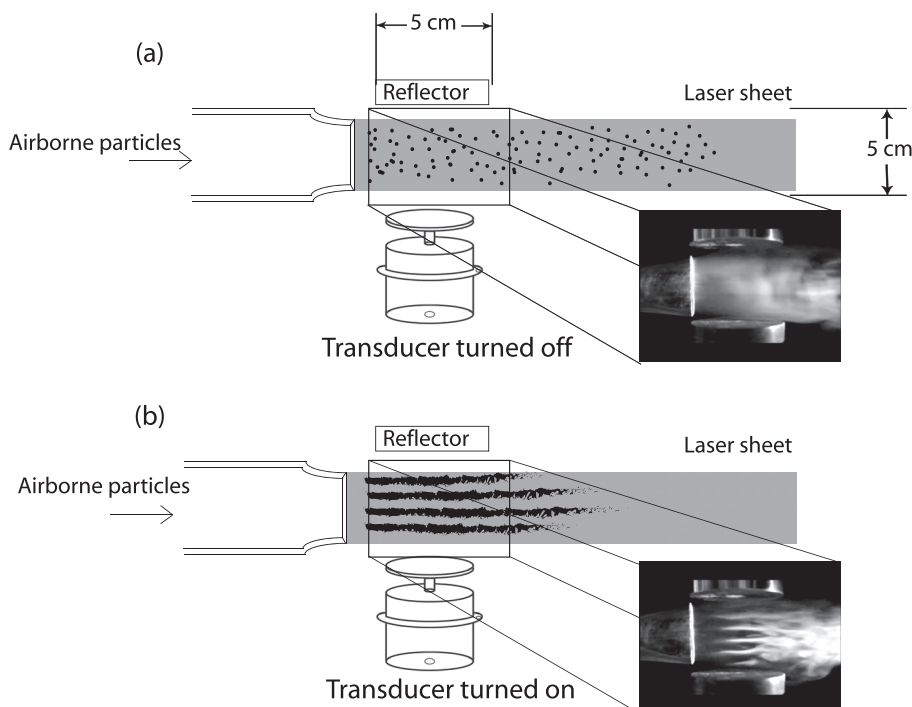 5 cm
(a)
Reflector
Laser sheet
Airborne particles
5 cm
Transducer turned off
(b)
Reflector
Laser sheet
Airborne particles
Transducer turned on